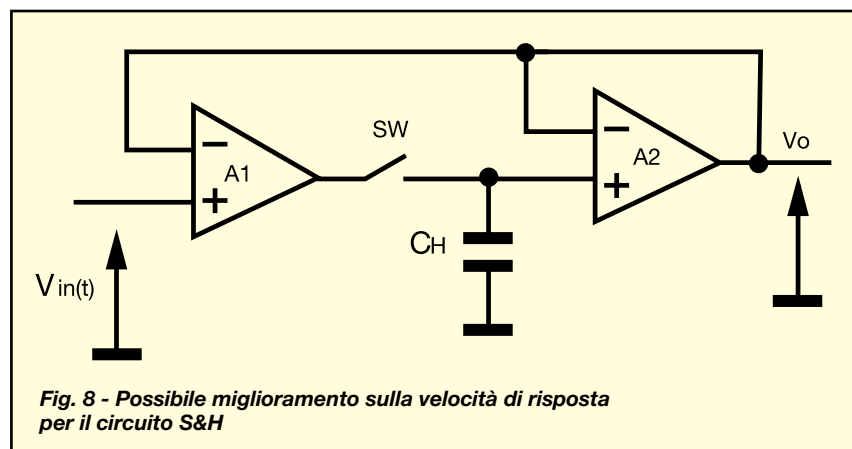 SW
A1
A2
Vo
CH
Vin(t)
Fig. 8 - Possibile miglioramento sulla velocità di risposta
per il circuito S&H